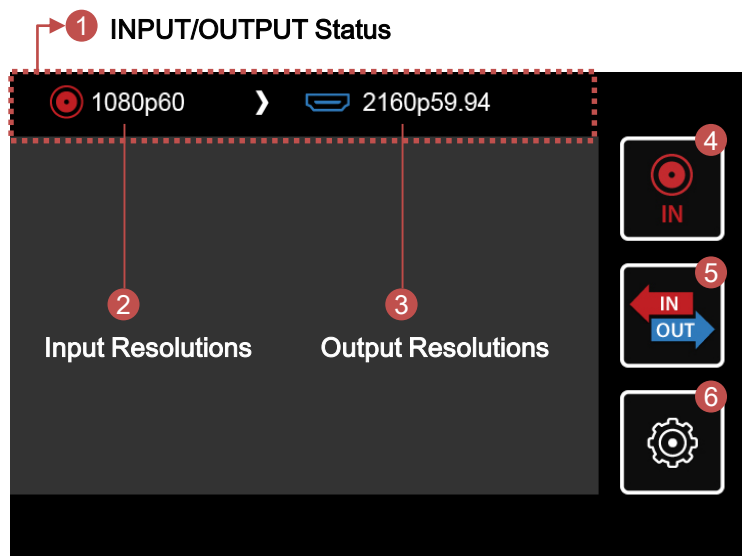 1 INPUT/OUTPUT Status
1080p60 ❯ 2160p59.94
4
IN
2 3
Input Resolutions Output Resolutions
5
IN
OUT
6